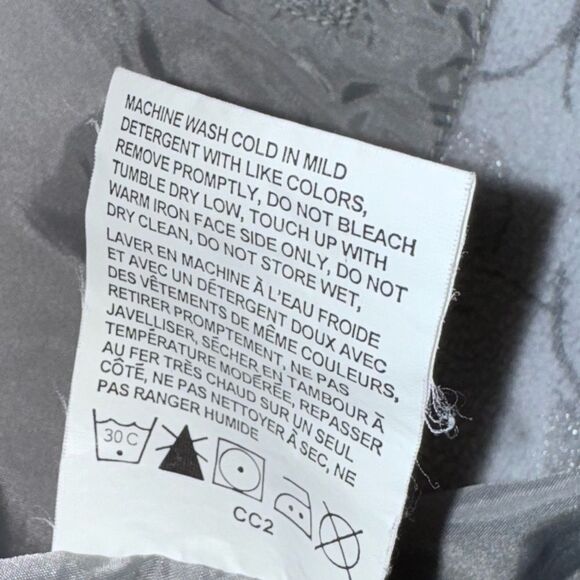 MACHINE WASH COLD IN MILD
DETERGENT WITH LIKE COLORS,
REMOVE PROMPTLY, DO NOT BLEACH
TUMBLE DRY LOW, TOUCH UP WITH
WARM IRON FACE SIDE ONLY, DO NOT
DRY CLEAN, DO NOT STORE WET,
LAVER EN MACHINE À L'EAU FROIDE
ET AVEC UN DÉTERGENT DOUX AVEC
DES VÊTEMENTS DE MÊME COULEURS,
RETIRER PROMPTEMENT, NE PAS
JAVELLISER, SÉCHER EN TAMBOUR À
TEMPÉRATURE MODÉRÉE, REPASSER
AU FER TRÈS CHAUD SUR UN SEUL
CÔTÉ, NE PAS NETTOYER À SEC, NE
PAS RANGER HUMIDE
30 C
CC2